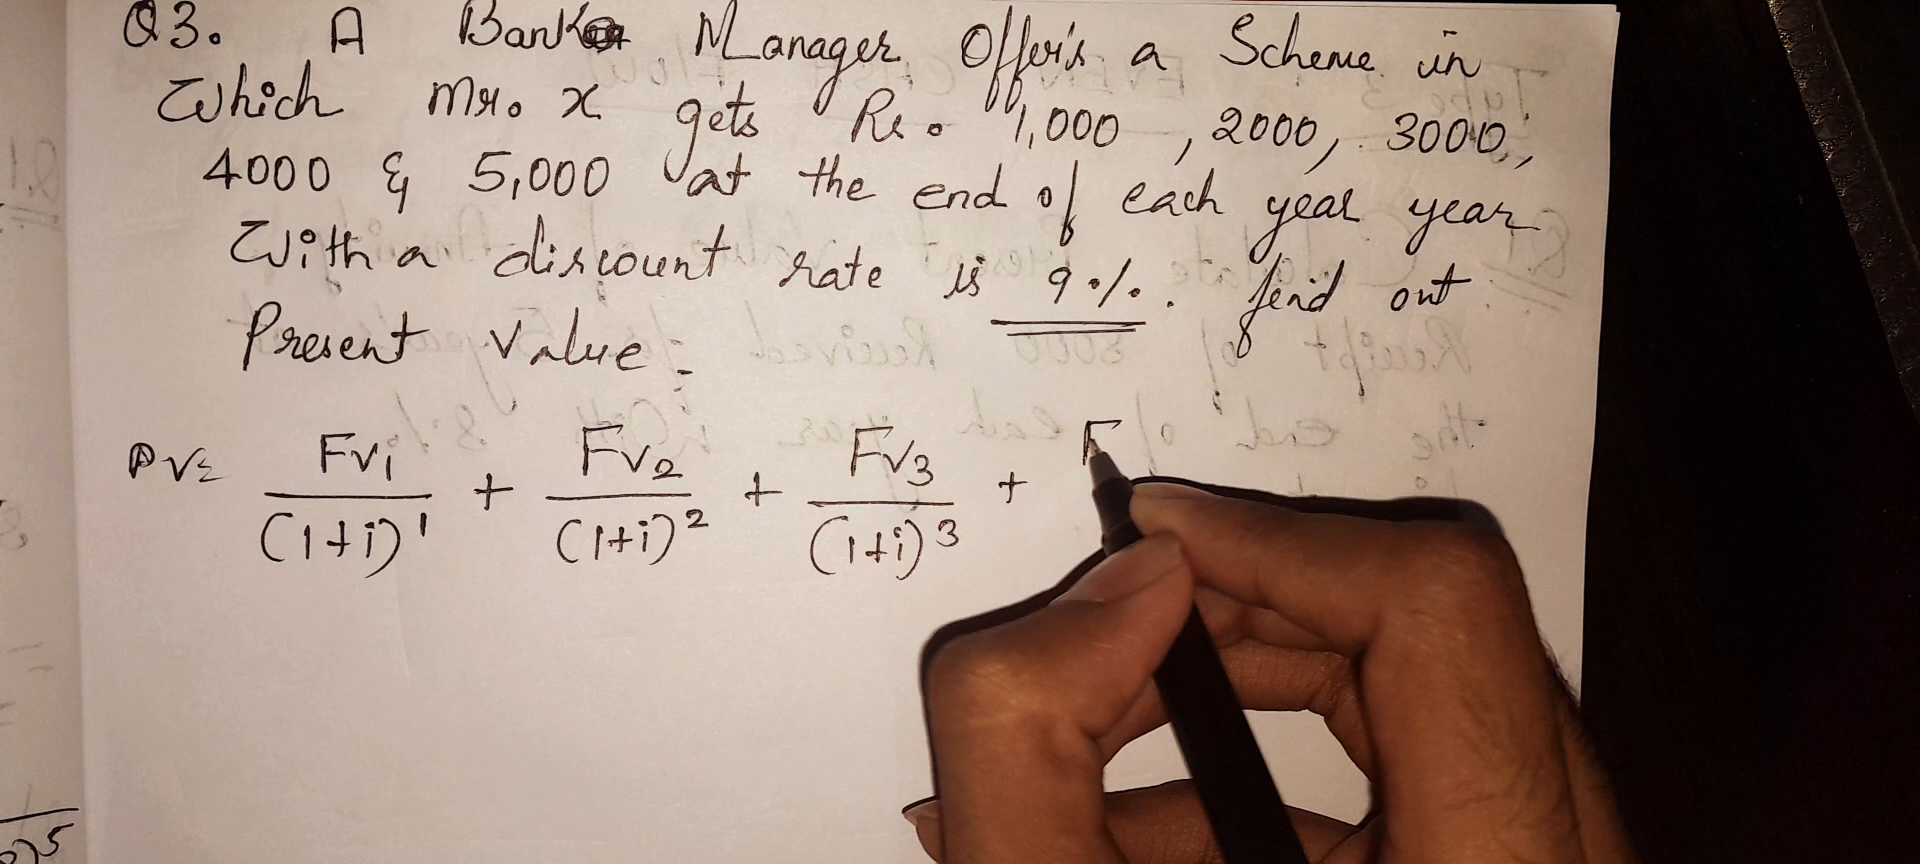 Q3. A Bank Manager Offeris a Scheme in
Which Mr. x gets Rs. 1,000, 2000, 3000,
4000 & 5,000 at the end of each year year
With a discount rate is 9%. find out
Present Value.
PV= FV1/(1+i)^1 + FV2/(1+i)^2 + FV3/(1+i)^3 + F